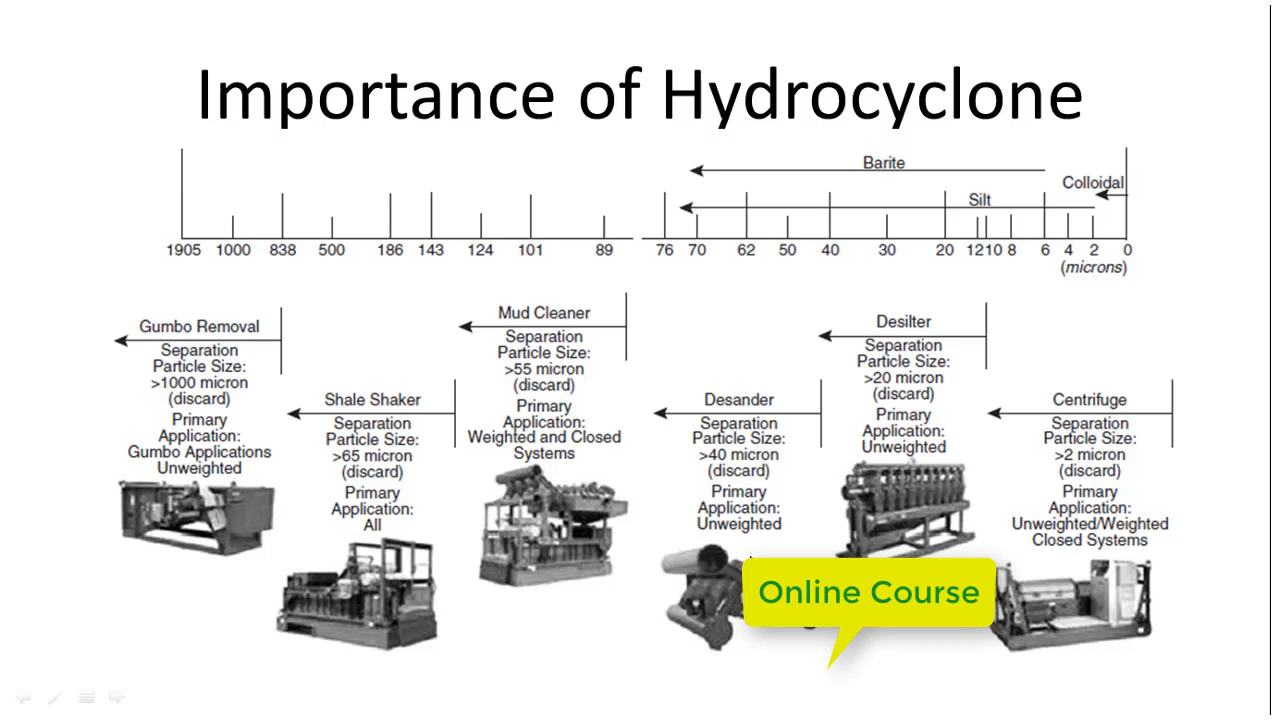 Importance of Hydrocyclone
Barite
Colloidal
Silt
1905 1000 838 500 186 143 124 101 89 76 70 62 50 40 30 20 12 10 8 6 4 2 0
(microns)
Gumbo Removal
Separation
Particle Size:
>1000 micron
(discard)
Primary
Application:
Gumbo Applications
Unweighted
Shale Shaker
Separation
Particle Size:
>65 micron
(discard)
Primary
Application:
All
Mud Cleaner
Separation
Particle Size:
>55 micron
(discard)
Primary
Application:
Weighted and Closed
Systems
Desander
Separation
Particle Size:
>40 micron
(discard)
Primary
Application:
Unweighted
Desilter
Separation
Particle Size:
>20 micron
(discard)
Primary
Application:
Unweighted
Centrifuge
Separation
Particle Size:
>2 micron
(discard)
Primary
Application:
Unweighted/Weighted
Closed Systems
Online Course